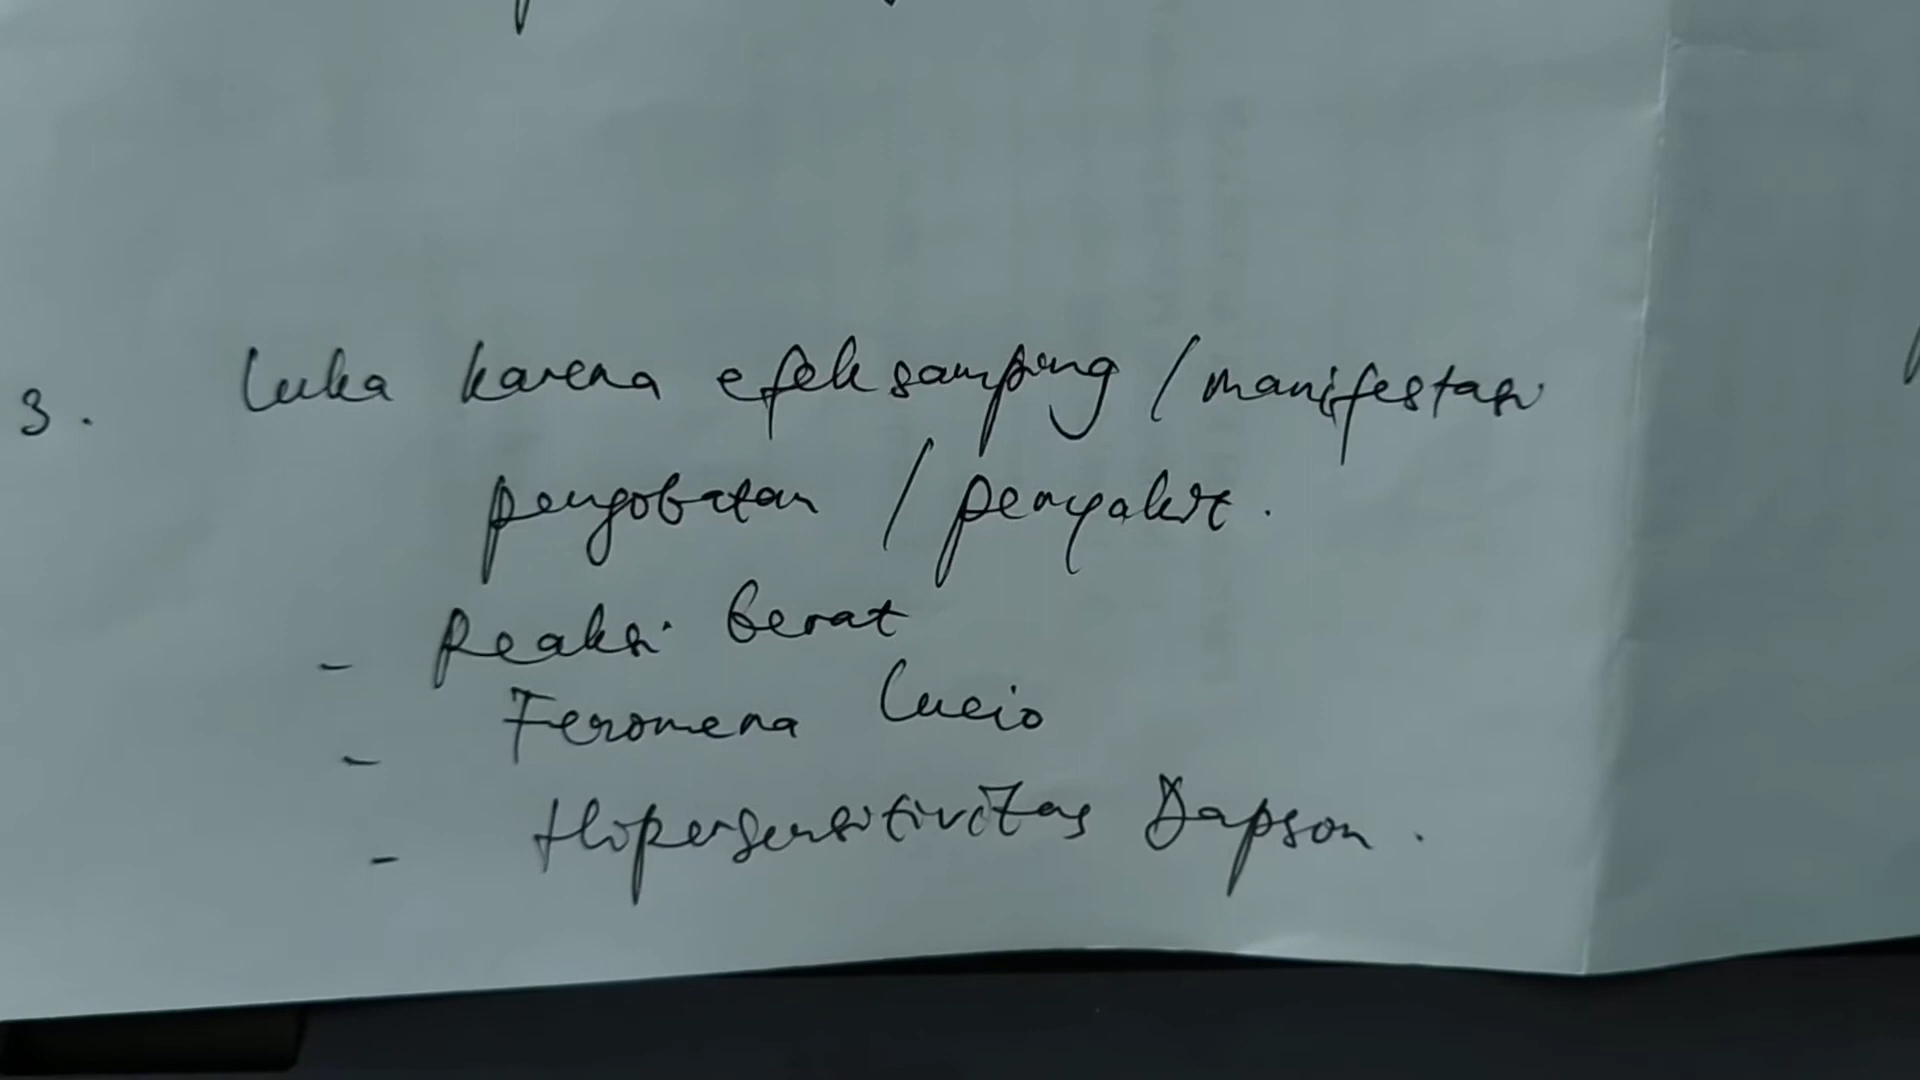 3. Luka karena efek samping / manifestasi
pengobatan / penyakit.
- Reaksi berat
- Fenomena Lucio
- Hipersensitivitas Dapson.